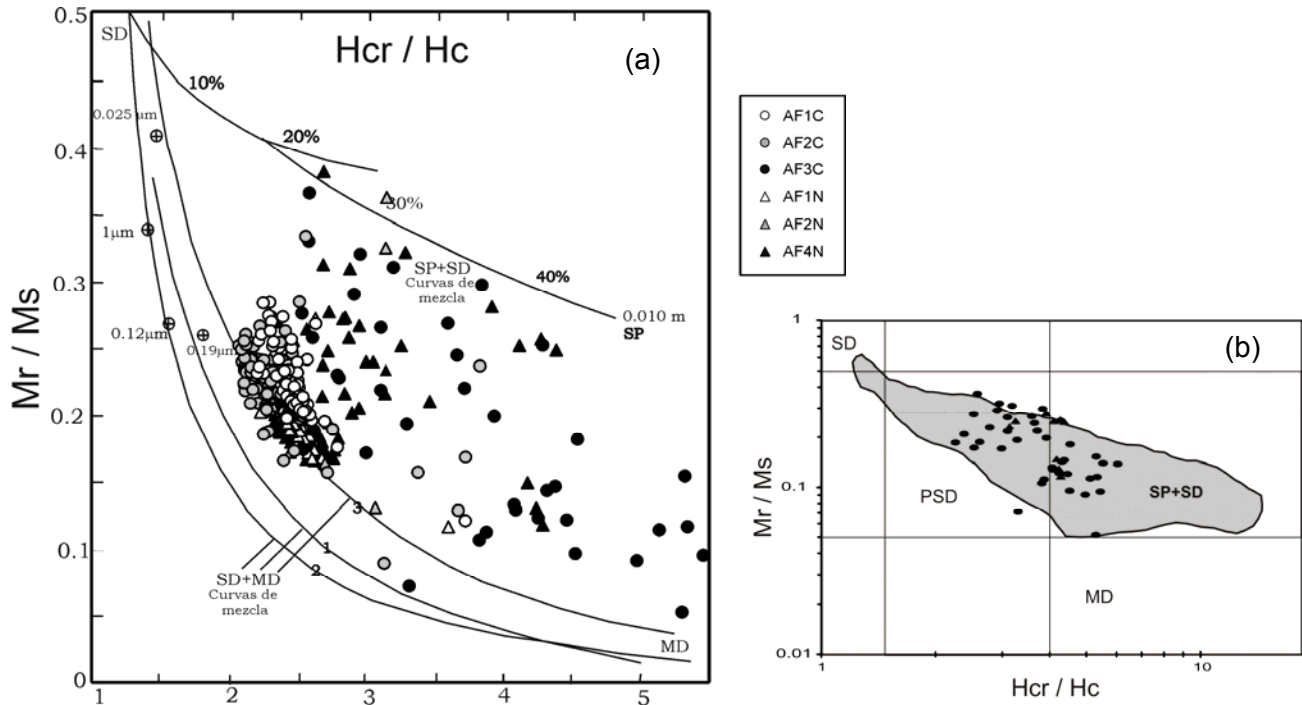 Hcr / Hc
(a)
0.5
0.4
0.3
0.2
0.1
0
1
2
3
4
5
Mr / Ms
SD
10%
20%
30%
40%
0.025 µm
1µm
0.12µm
0.19µm
SP+SD
Curvas de
mezcla
0.010 m
SP
3
1
2
SD+MD
Curvas de
mezcla
MD
AF1C
AF2C
AF3C
AF1N
AF2N
AF4N
(b)
1
0.1
0.01
1
10
Mr / Ms
SD
PSD
SP+SD
MD
Hcr / Hc